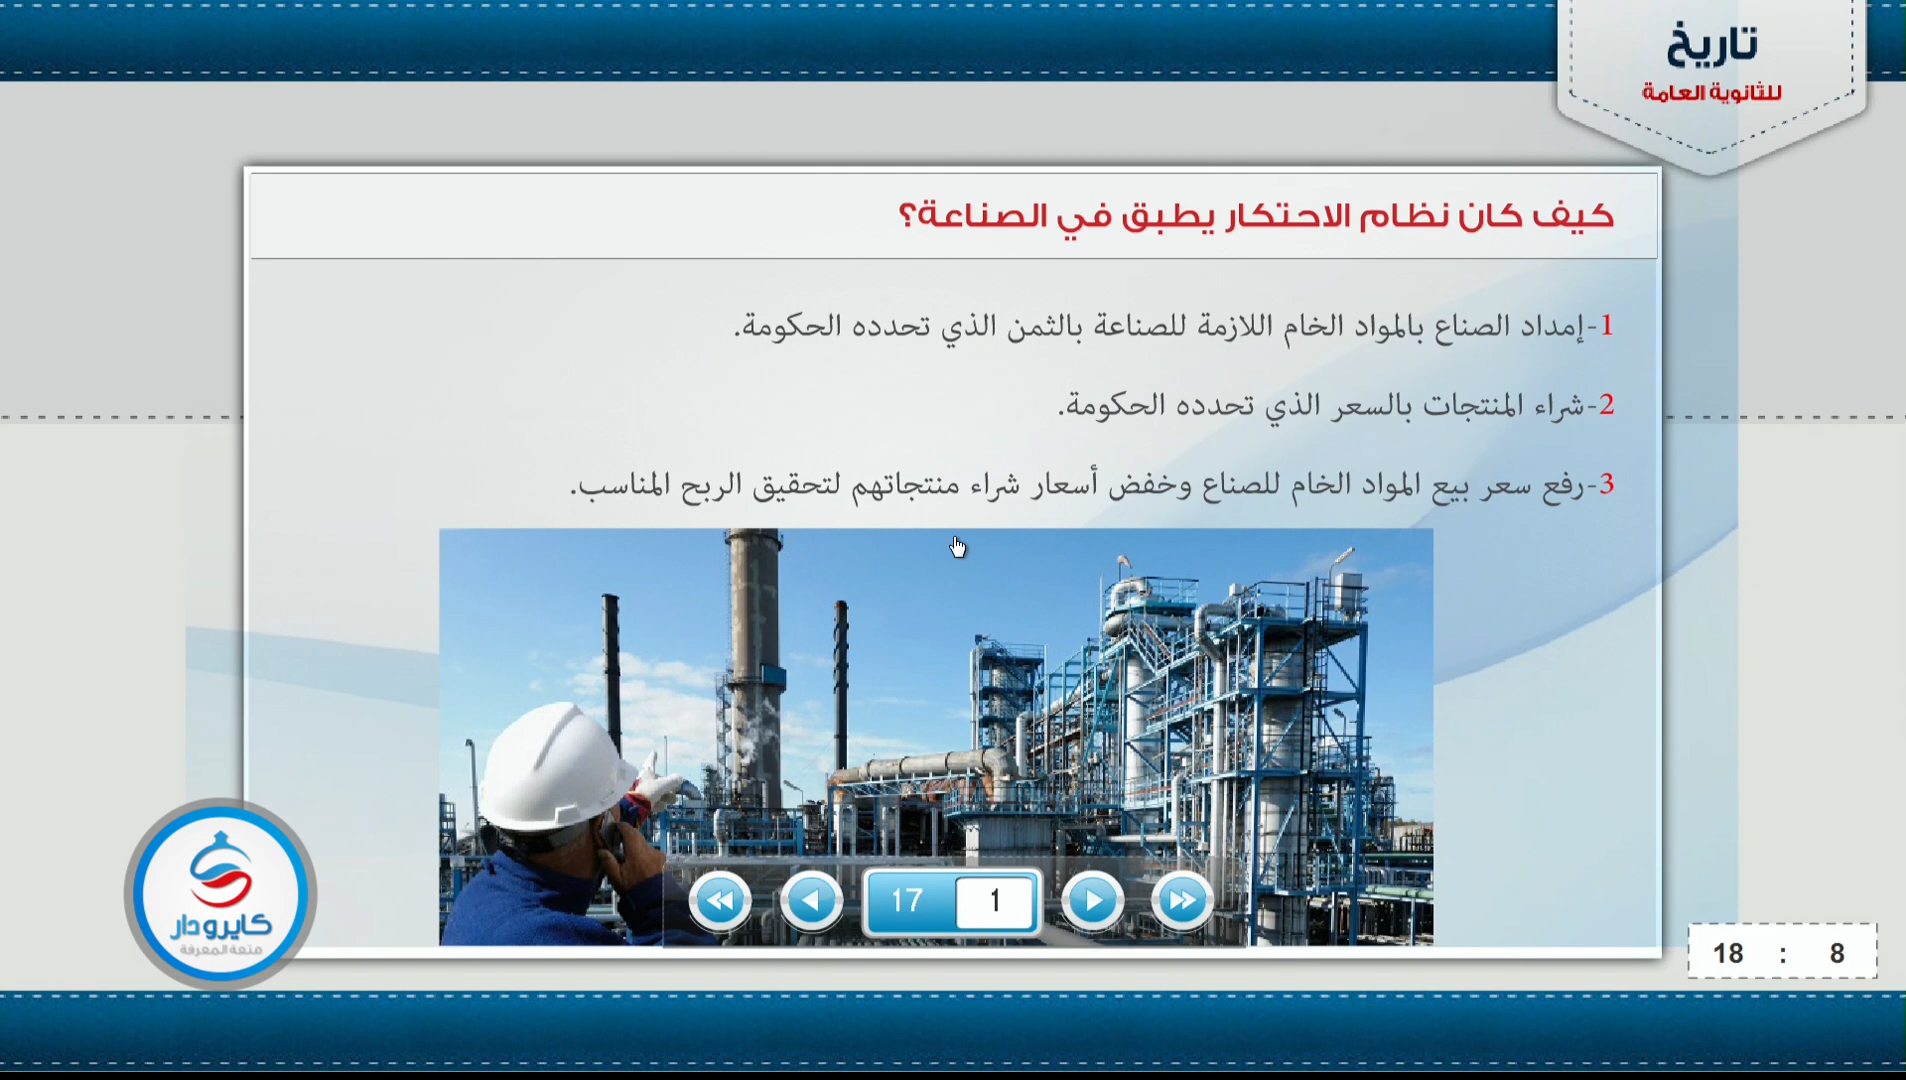 تاريخ
للثانوية العامة
كيف كان نظام الاحتكار يطبق في الصناعة؟
1-إمداد الصناع بالمواد الخام اللازمة للصناعة بالثمن الذي تحدده الحكومة.
2-شراء المنتجات بالسعر الذي تحدده الحكومة.
3-رفع سعر بيع المواد الخام للصناع وخفض أسعار شراء منتجاتهم لتحقيق الربح المناسب.
17 1
كايرودار
متعة المعرفة
18 : 8